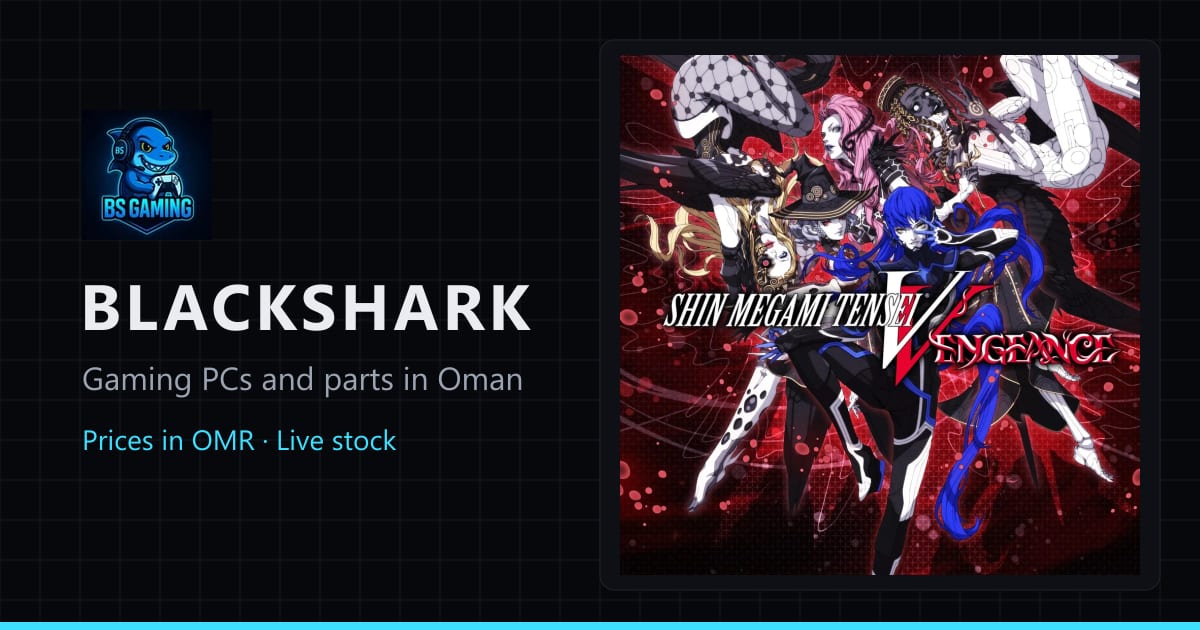 BS
BS GAMING
BLACKSHARK
Gaming PCs and parts in Oman
Prices in OMR · Live stock
SHIN MEGAMI TENSEI V
VENGEANCE